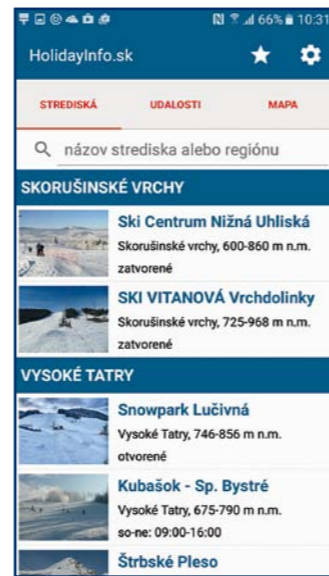 66% 10:31
HolidayInfo.sk
STREDISKÁ UDALOSTI MAPA
názov strediska alebo regiónu
SKORUŠINSKÉ VRCHY
Ski Centrum Nižná Uhliská
Skorušinské vrchy, 600-860 m n.m.
zatvorené
SKI VITANOVÁ Vrchdolinky
Skorušinské vrchy, 725-968 m n.m.
zatvorené
VYSOKÉ TATRY
Snowpark Lučivná
Vysoké Tatry, 746-856 m n.m.
otvorené
Kubašok - Sp. Bystré
Vysoké Tatry, 675-790 m n.m.
so-ne: 09:00-16:00
Štrbské Pleso